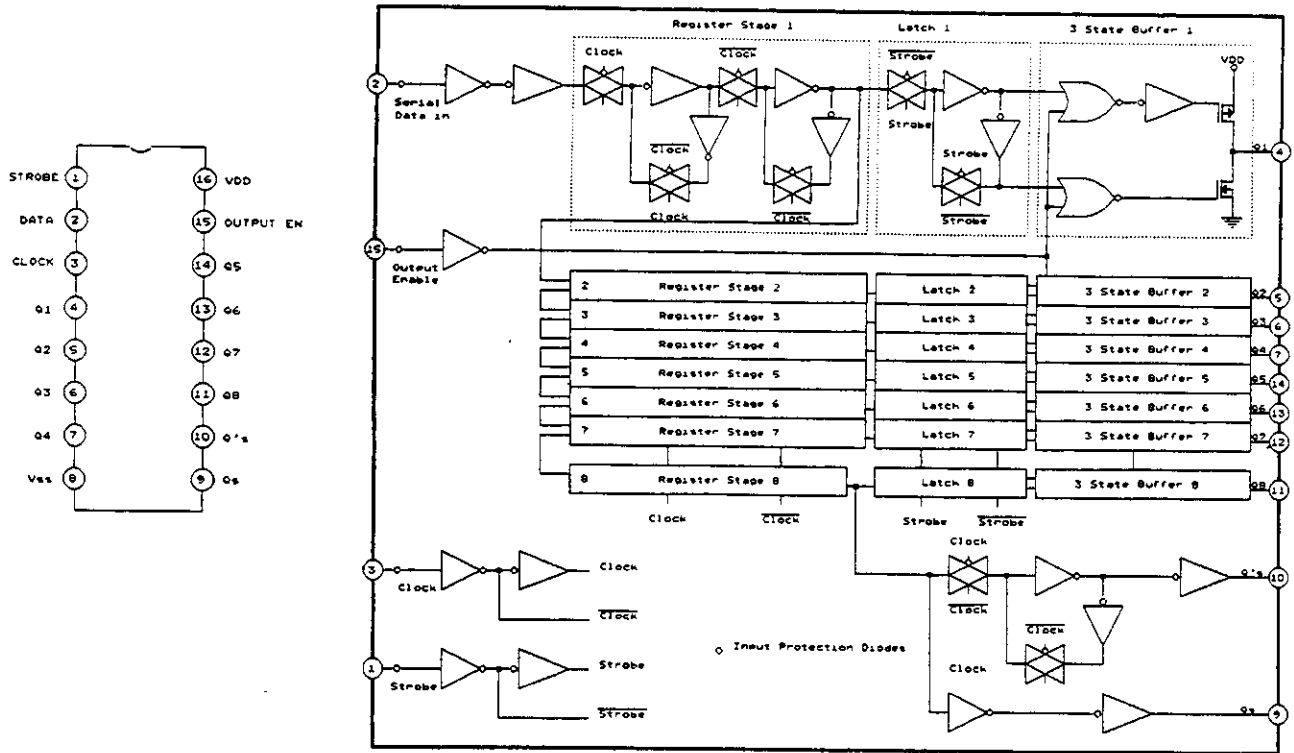 STROBE 1
DATA 2
CLOCK 3
Q1 4
Q2 5
Q3 6
Q4 7
Vss 8
16 VDD
15 OUTPUT EN
14 Q5
13 Q6
12 Q7
11 Q8
10 Q's
9 Qs
Register Stage 1
Latch 1
3 State Buffer 1
Clock
Clock
Strobe
VDD
2
Serial
Data in
Strobe
Clock
Strobe
Q1
4
Clock
Clock
Strobe
15
Output
Enable
2 Register Stage 2 Latch 2 3 State Buffer 2 Q2 5
3 Register Stage 3 Latch 3 3 State Buffer 3 Q3 6
4 Register Stage 4 Latch 4 3 State Buffer 4 Q4 7
5 Register Stage 5 Latch 5 3 State Buffer 5 Q5 14
6 Register Stage 6 Latch 6 3 State Buffer 6 Q6 13
7 Register Stage 7 Latch 7 3 State Buffer 7 Q7 12
8 Register Stage 8 Latch 8 3 State Buffer 8 Q8 11
Clock
Clock
Strobe
Strobe
Clock
3
Clock
Clock
Clock
Q's
10
Clock
Clock
1
Strobe
Strobe
Strobe
Input Protection Diodes
Clock
Qs
9